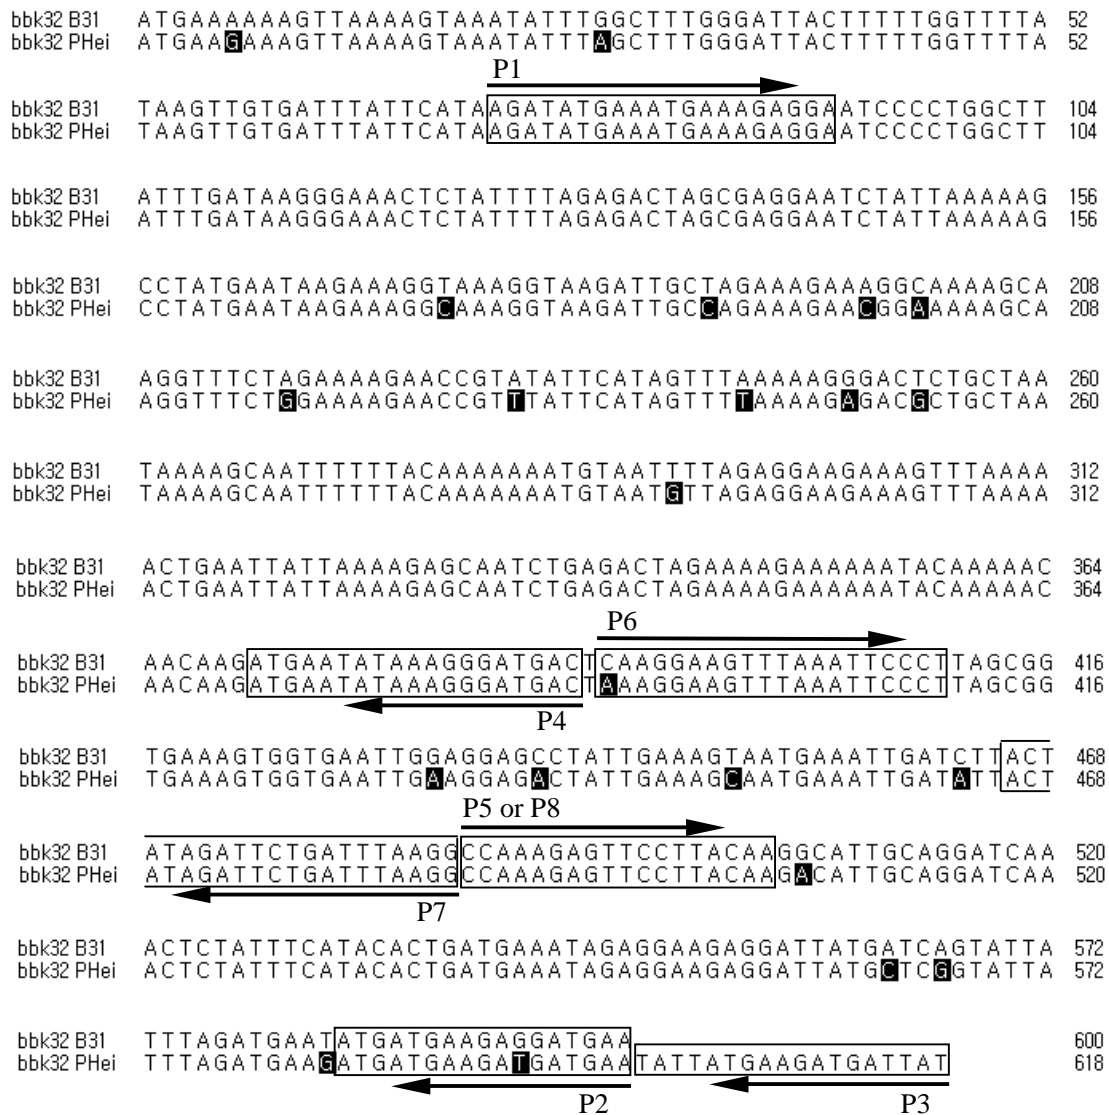 bbk32 B31 ATGAAAAAAGTTAAAAGTAAATATTTGGCTTTGGGATTACTTTTTGGTTTTA 52
bbk32 PHei ATGAAGAAAGTTAAAAGTAAATATTTAGCTTTGGGATTACTTTTTGGTTTTA 52
P1
bbk32 B31 TAAGTTGTGATTTATTCATAAGATATGAAATGAAAGAGGAATCCCCTGGCTT 104
bbk32 PHei TAAGTTGTGATTTATTCATAAGATATGAAATGAAAGAGGAATCCCCTGGCTT 104
bbk32 B31 ATTTGATAAGGGAAACTCTATTTTAGAGACTAGCGAGGAATCTATTAAAAAG 156
bbk32 PHei ATTTGATAAGGGAAACTCTATTTTAGAGACTAGCGAGGAATCTATTAAAAAG 156
bbk32 B31 CCTATGAATAAGAAAGGTAAAGGTAAGATTGCTAGAAAGAAAGGCAAAAGCA 208
bbk32 PHei CCTATGAATAAGAAAGGCAAAGGTAAGATTGCCAGAAAGAACGGAAAAAGCA 208
bbk32 B31 AGGTTTCTAGAAAAGAACCGTATATTCATAGTTTAAAAAGGGACTCTGCTAA 260
bbk32 PHei AGGTTTCTGGAAAAGAACCGTTTATTCATAGTTTTAAAAGAGACGCTGCTAA 260
bbk32 B31 TAAAAGCAATTTTTTACAAAAAAATGTAATTTTAGAGGAAGAAAGTTTAAAA 312
bbk32 PHei TAAAAGCAATTTTTTACAAAAAAATGTAATGTTAGAGGAAGAAAGTTTAAAA 312
bbk32 B31 ACTGAATTATTAAAAGAGCAATCTGAGACTAGAAAAGAAAAAATACAAAAAC 364
bbk32 PHei ACTGAATTATTAAAAGAGCAATCTGAGACTAGAAAAGAAAAAATACAAAAAC 364
P6
bbk32 B31 AACAAGATGAATATAAAGGGATGACTCAAGGAAGTTTAAATTCCCTTAGCGG 416
bbk32 PHei AACAAGATGAATATAAAGGGATGACTAAAGGAAGTTTAAATTCCCTTAGCGG 416
P4
bbk32 B31 TGAAAGTGGTGAATTGGAGGAGCCTATTGAAAGTAATGAAATTGATCTTACT 468
bbk32 PHei TGAAAGTGGTGAATTGAAGGAGACTATTGAAAGCAATGAAATTGATATTACT 468
P5 or P8
bbk32 B31 ATAGATTCTGATTTAAGGCCAAAGAGTTCCTTACAAGGCATTGCAGGATCAA 520
bbk32 PHei ATAGATTCTGATTTAAGGCCAAAGAGTTCCTTACAAGACATTGCAGGATCAA 520
P7
bbk32 B31 ACTCTATTTCATACACTGATGAAATAGAGGAAGAGGATTATGATCAGTATTA 572
bbk32 PHei ACTCTATTTCATACACTGATGAAATAGAGGAAGAGGATTATGCTCGGTATTA 572
bbk32 B31 TTTAGATGAATATGATGAAGAGGATGAA 600
bbk32 PHei TTTAGATGAAGATGATGAAGATGATGAATATTATGAAGATGATTAT 618
P2 P3